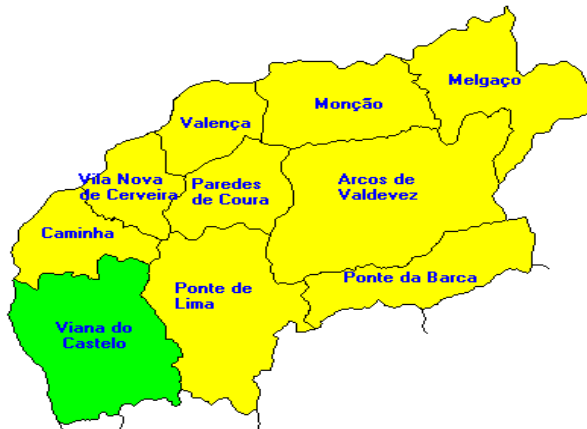 Melgaço
Monção
Valença
Vila Nova
de Cerveira
Paredes
de Coura
Arcos de
Valdevez
Caminha
Ponte de
Lima
Ponte da Barca
Viana do
Castelo